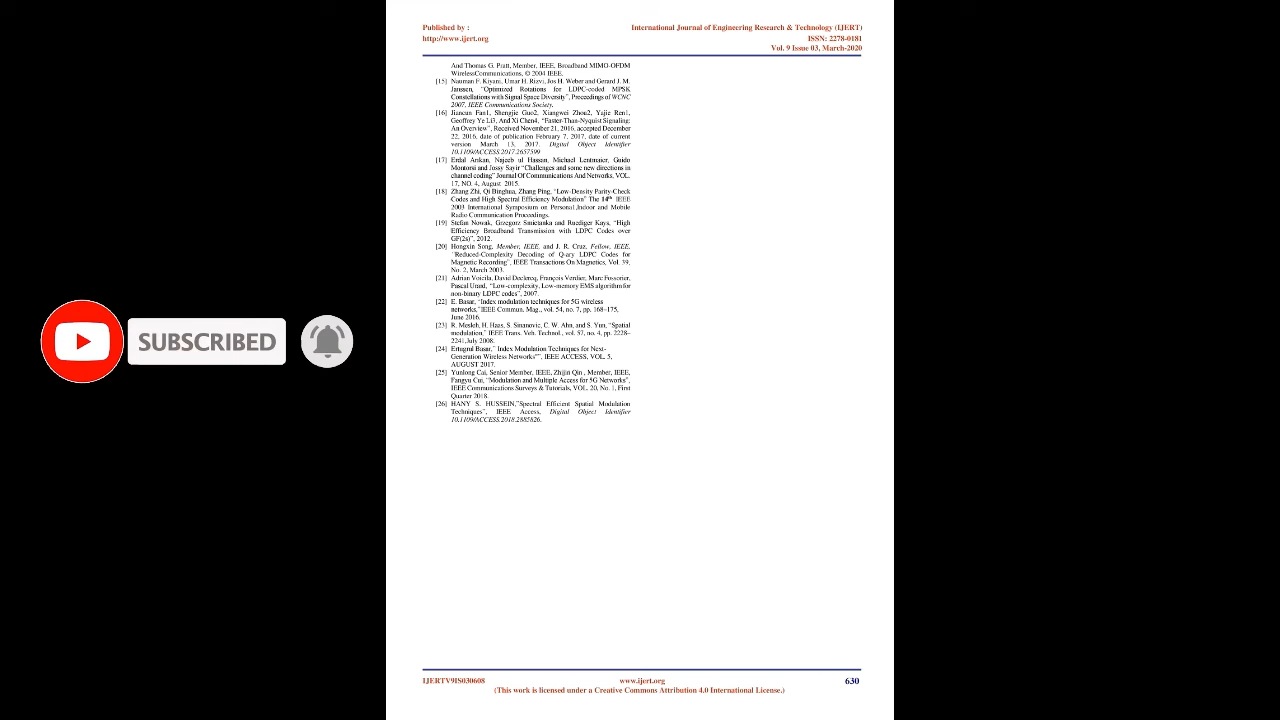 Published by :
http://www.ijert.org
International Journal of Engineering Research & Technology (IJERT)
ISSN: 2278-0181
Vol. 9 Issue 03, March-2020
And Thomas G. Pratt, Member, IEEE, Broadband MIMO-OFDM
WirelessCommunications, © 2004 IEEE.
[15] Nauman F. Kiyani, Umar H. Rizvi, Jos H. Weber and Gerard J. M.
Janssen, “Optimized Rotations for LDPC-coded MPSK
Constellations with Signal Space Diversity”, Proceedings of WCNC
2007, IEEE Communications Society.
[16] Jiancun Fan1, Shengjie Guo2, Xiangwei Zhou2, Yajie Ren1,
Geoffrey Ye Li3, And Xi Chen4, “Faster-Than-Nyquist Signaling:
An Overview”, Received November 21, 2016, accepted December
22, 2016, date of publication February 7, 2017, date of current
version March 13, 2017. Digital Object Identifier
10.1109/ACCESS.2017.2657599
[17] Erdal Arıkan, Najeeb ul Hassan, Michael Lentmaier, Guido
Montorsi and Jossy Sayir “Challenges and some new directions in
channel coding” Journal Of Communications And Networks, VOL.
17, NO. 4, August 2015.
[18] Zhang Zhi, Qi Binghua, Zhang Ping, “Low-Density Parity-Check
Codes and High Spectral Efficiency Modulation” The 14th IEEE
2003 International Symposium on Personal,Indoor and Mobile
Radio Communication Proceedings.
[19] Stefan Nowak, Grzegorz Smietanka and Ruediger Kays, “High
Efficiency Broadband Transmission with LDPC Codes over
GF(2s)”, 2012.
[20] Hongxin Song, Member, IEEE, and J. R. Cruz, Fellow, IEEE,
“Reduced-Complexity Decoding of Q-ary LDPC Codes for
Magnetic Recording”, IEEE Transactions On Magnetics, Vol. 39,
No. 2, March 2003.
[21] Adrian Voicila, David Declercq, François Verdier, Marc Fossorier,
Pascal Urard, “Low-complexity, Low-memory EMS algorithm for
non-binary LDPC codes”, 2007.
[22] E. Basar, “Index modulation techniques for 5G wireless
networks,”IEEE Commun. Mag., vol. 54, no. 7, pp. 168–175,
June 2016.
[23] R. Mesleh, H. Haas, S. Sinanovic, C. W. Ahn, and S. Yun, “Spatial
modulation,” IEEE Trans. Veh. Technol., vol. 57, no. 4, pp. 2228–
2241,July 2008.
[24] Ertugrul Basar,” Index Modulation Techniques for Next-
Generation Wireless Networks””, IEEE ACCESS, VOL. 5,
AUGUST 2017.
[25] Yunlong Cai, Senior Member, IEEE, Zhijin Qin , Member, IEEE,
Fangyu Cui, “Modulation and Multiple Access for 5G Networks”,
IEEE Communications Surveys & Tutorials, VOL. 20, No. 1, First
Quarter 2018.
[26] HANY S. HUSSEIN,”Spectral Efficient Spatial Modulation
Techniques”, IEEE Access, Digital Object Identifier
10.1109/ACCESS.2018.2885826.
SUBSCRIBED
IJERTV9IS030608
www.ijert.org
630
(This work is licensed under a Creative Commons Attribution 4.0 International License.)